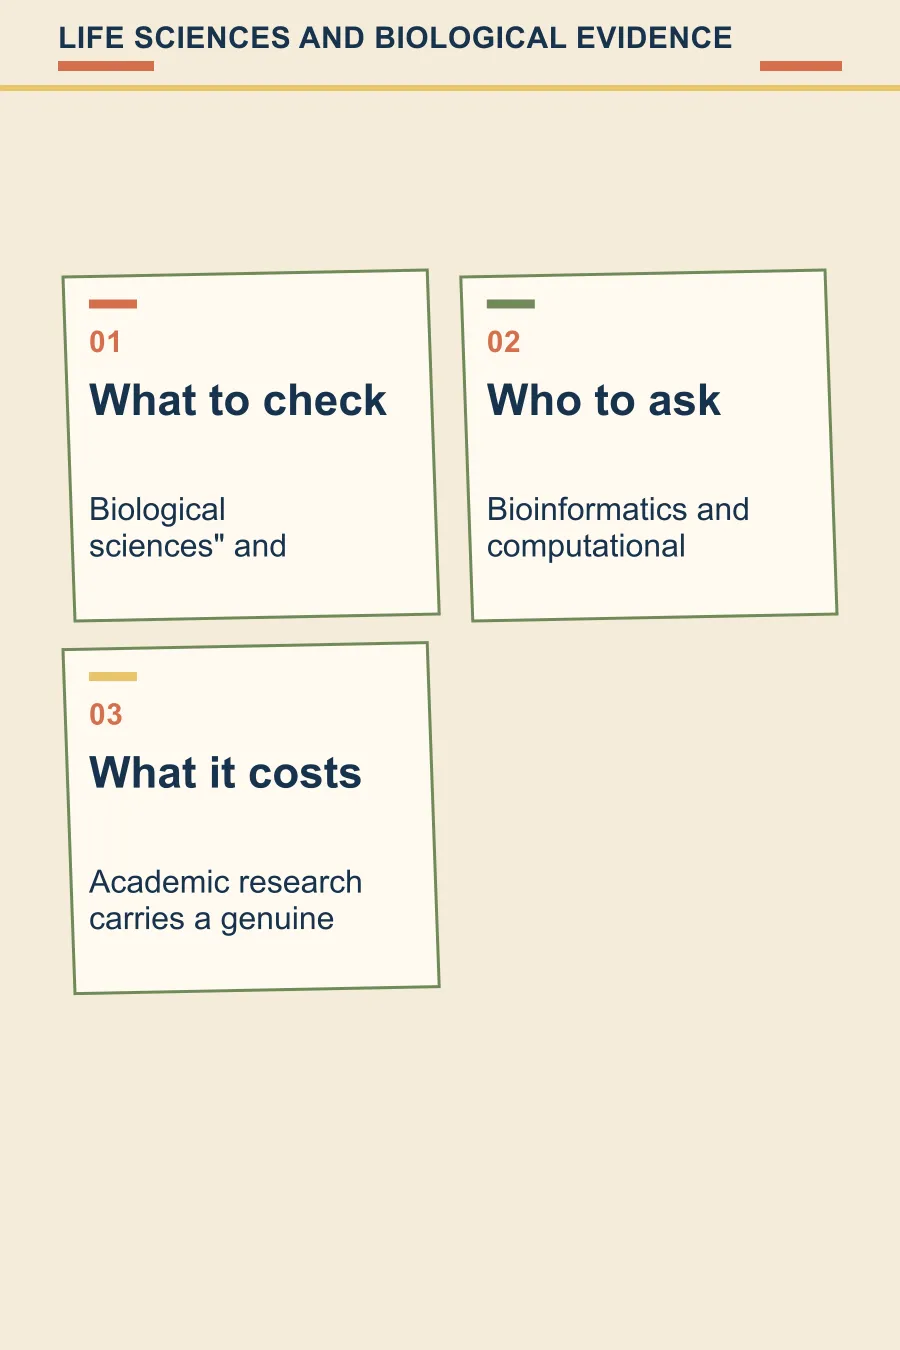 LIFE SCIENCES AND BIOLOGICAL EVIDENCE
01
What to check
Biological
sciences" and
02
Who to ask
Bioinformatics and
computational
03
What it costs
Academic research
carries a genuine